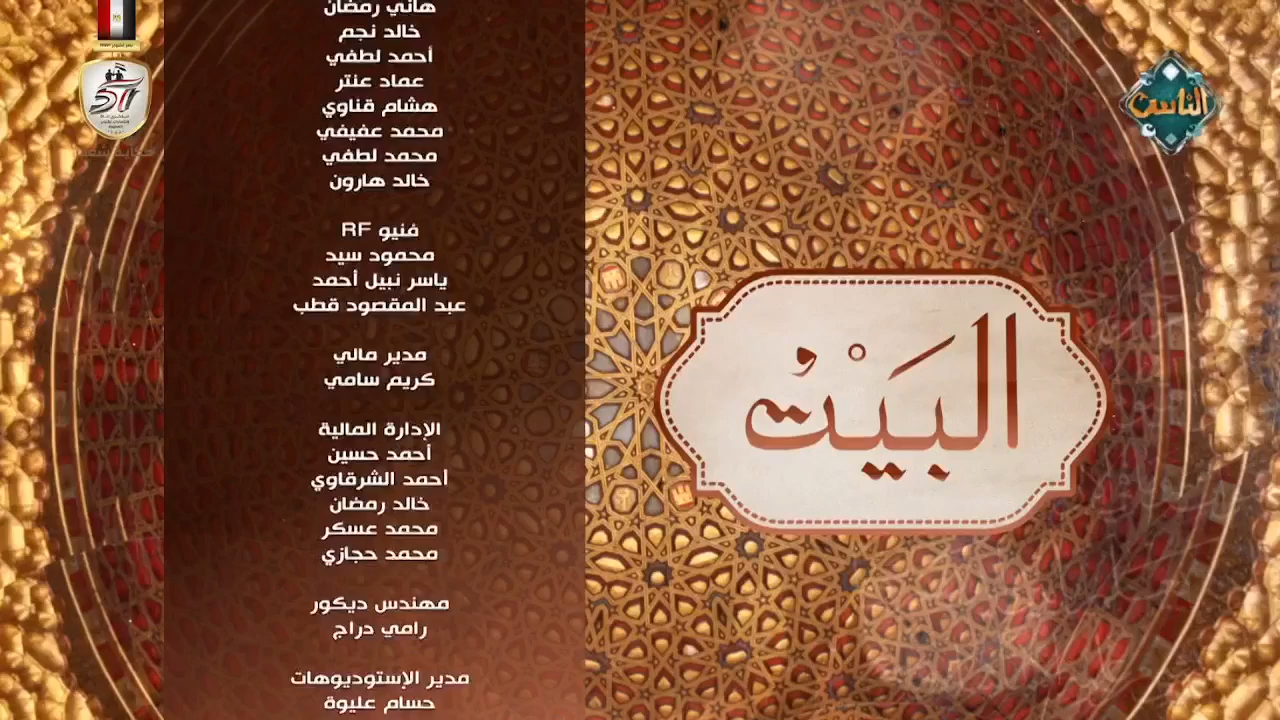 هاني رمضان
خالد نجم
أحمد لطفي
عماد عنتر
هشام قناوي
محمد عفيفي
محمد لطفي
خالد هارون
فنيو RF
محمود سيد
ياسر نبيل أحمد
عبد المقصود قطب
مدير مالي
كريم سامي
الإدارة المالية
أحمد حسين
أحمد الشرقاوي
خالد رمضان
محمد عسكر
محمد حجازي
مهندس ديكور
رامي دراج
مدير الإستوديوهات
حسام عليوة
الناس
البَيْتُ